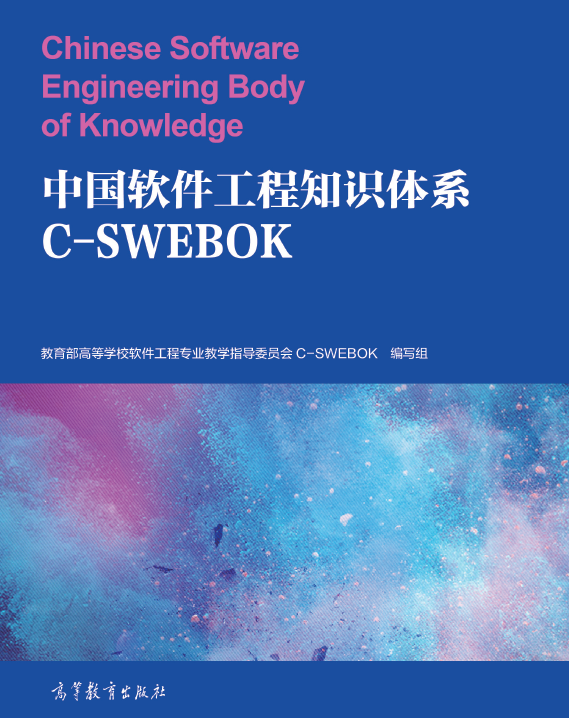 Chinese Software
Engineering Body
of Knowledge
中国软件工程知识体系
C-SWEBOK
教育部高等学校软件工程专业教学指导委员会 C-SWEBOK 编写组
高等教育出版社